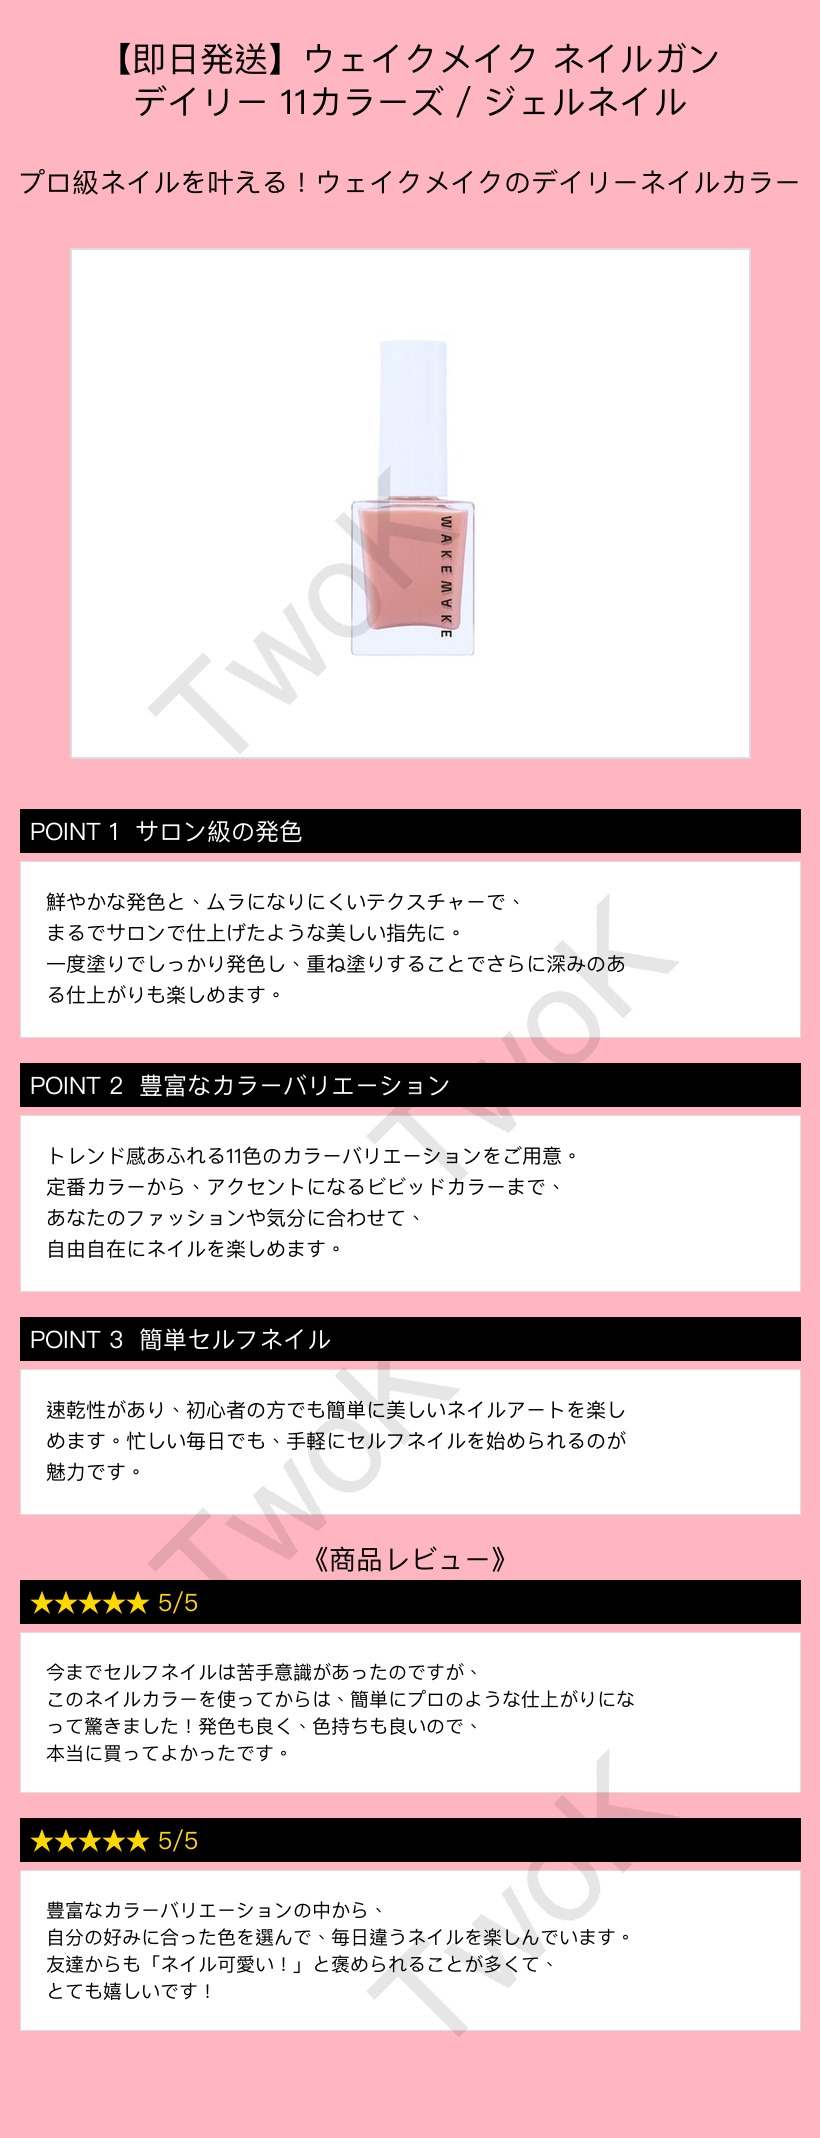 【即日発送】ウェイクメイク ネイルガン
デイリー 11カラーズ / ジェルネイル
プロ級ネイルを叶える！ウェイクメイクのデイリーネイルカラー
WAKEMAKE
TwoK
POINT 1 サロン級の発色
鮮やかな発色と、ムラになりにくいテクスチャーで、
まるでサロンで仕上げたような美しい指先に。
一度塗りでしっかり発色し、重ね塗りすることでさらに深みのあ
る仕上がりも楽しめます。
TwoK
POINT 2 豊富なカラーバリエーション
トレンド感あふれる11色のカラーバリエーションをご用意。
定番カラーから、アクセントになるビビッドカラーまで、
あなたのファッションや気分に合わせて、
自由自在にネイルを楽しめます。
POINT 3 簡単セルフネイル
速乾性があり、初心者の方でも簡単に美しいネイルアートを楽し
めます。忙しい毎日でも、手軽にセルフネイルを始められるのが
魅力です。
TwoK
《商品レビュー》
★★★★★ 5/5
今までセルフネイルは苦手意識があったのですが、
このネイルカラーを使ってからは、簡単にプロのような仕上がりにな
って驚きました！発色も良く、色持ちも良いので、
本当に買ってよかったです。
★★★★★ 5/5
豊富なカラーバリエーションの中から、
自分の好みに合った色を選んで、毎日違うネイルを楽しんでいます。
友達からも「ネイル可愛い！」と褒められることが多くて、
とても嬉しいです！
TwoK